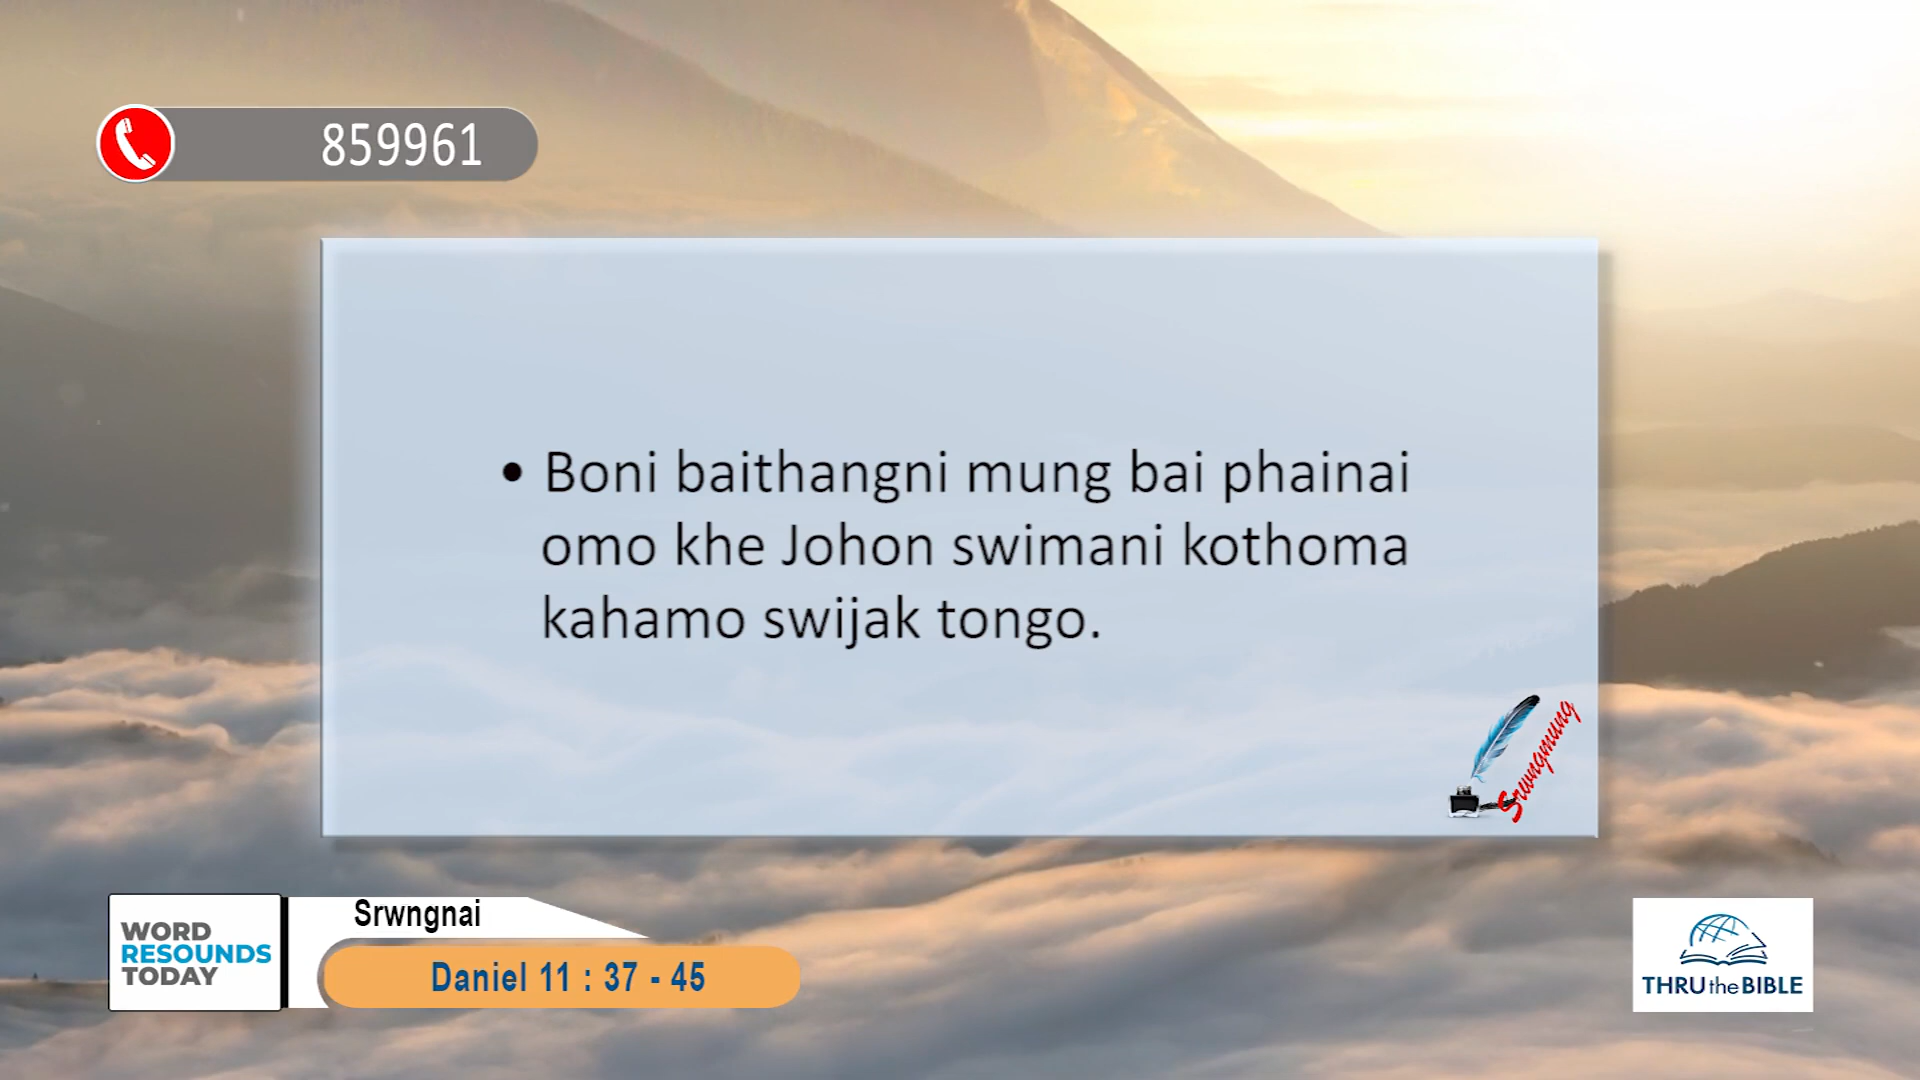 859961
• Boni baithangni mung bai phainai
omo khe Johon swimani kothoma
kahamo swijak tongo.
Srwngmung
WORD
RESOUNDS
TODAY
Srwngnai
Daniel 11 : 37 - 45
THRU the BIBLE